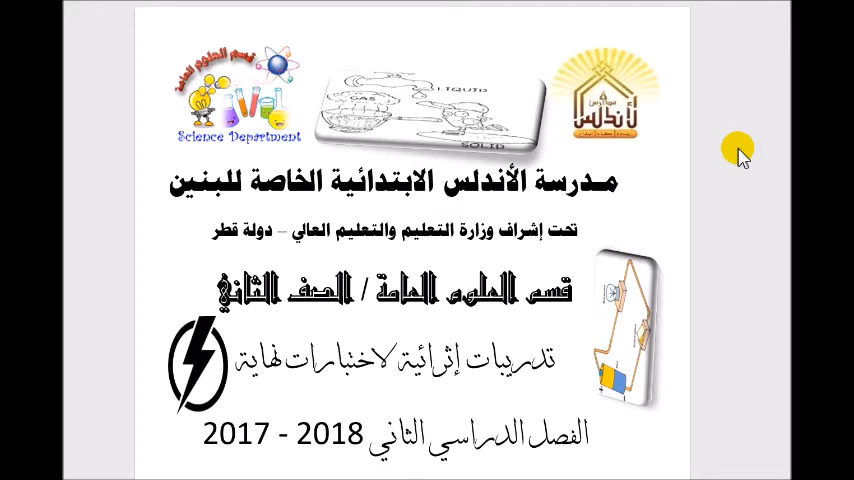 قسم العلوم العامة
Science Department
LIQUID
GAS
SOLID
مدارس
الأندلس
مدرسة الأندلس الابتدائية الخاصة للبنين
تحت إشراف وزارة التعليم والتعليم العالي – دولة قطر
قسم العلوم العامة / الصف الثاني
تدريبات إثرائية لاختبارات نهاية
الفصل الدراسي الثاني 2018 - 2017